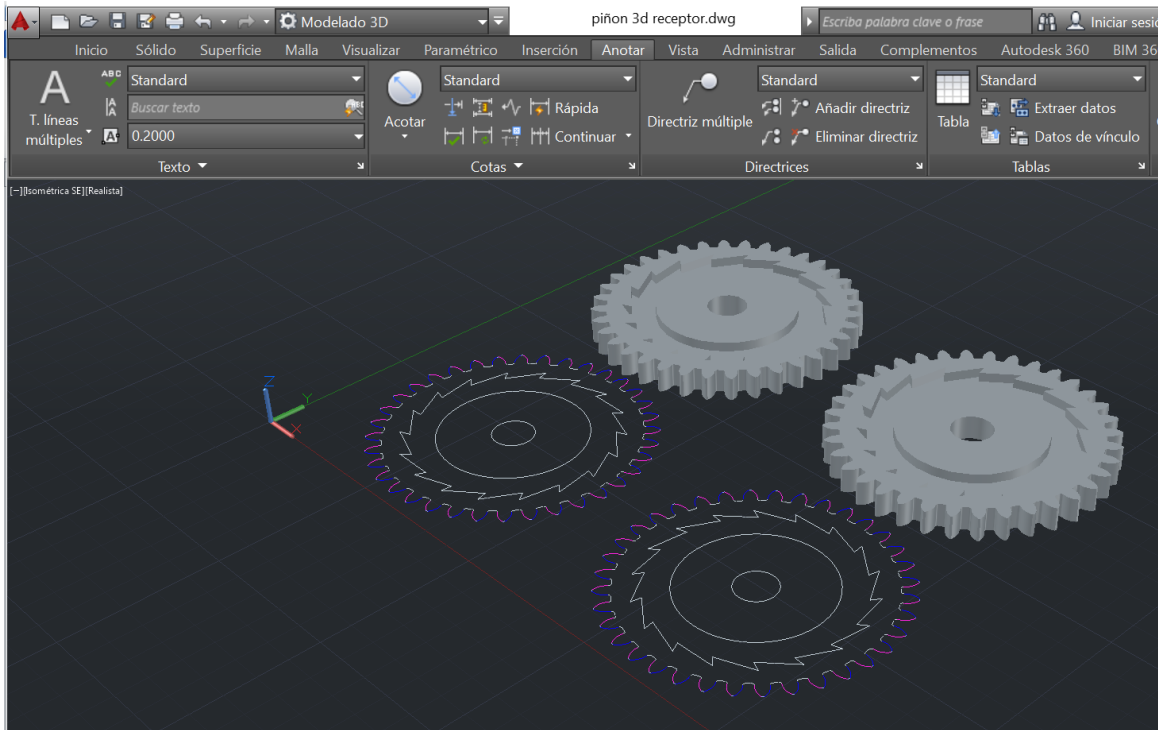 Modelado 3D
piñon 3d receptor.dwg
Escriba palabra clave o frase
Iniciar sesió
Inicio Sólido Superficie Malla Visualizar Paramétrico Inserción Anotar Vista Administrar Salida Complementos Autodesk 360 BIM 36
A
T. líneas
múltiples
ABC
Standard
Buscar texto
A
A
A
0.2000
Texto
Acotar
Standard
Rápida
Continuar
Cotas
Directriz múltiple
Standard
Añadir directriz
Eliminar directriz
Directrices
Tabla
Standard
Extraer datos
Datos de vínculo
Tablas
[−][Isométrica SE][Realista]
Z
Y
X